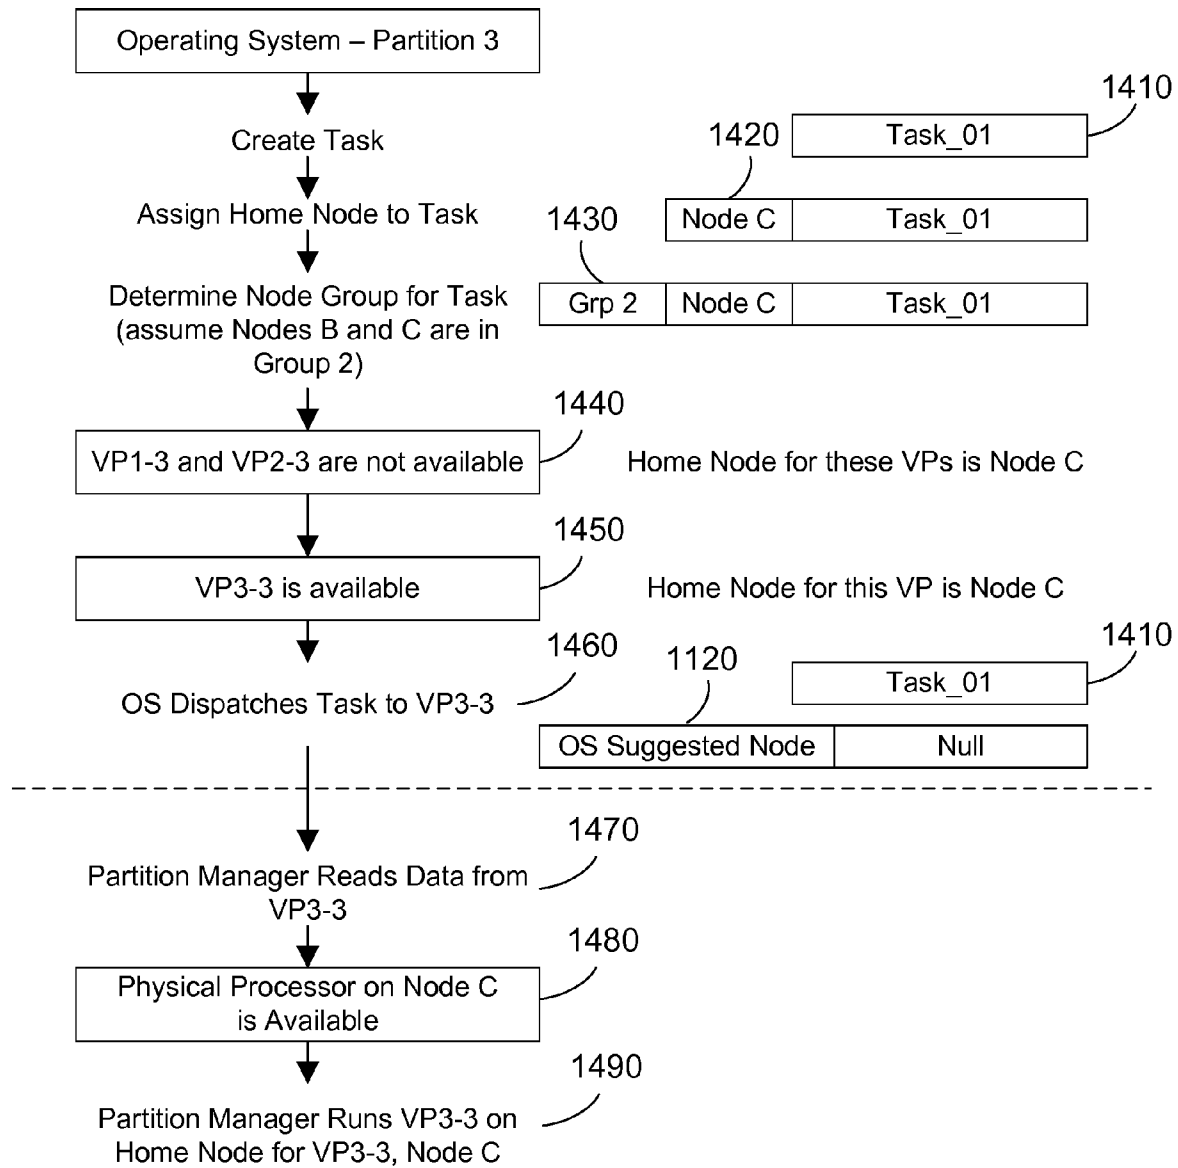 Operating System – Partition 3
1410
Create Task
1420
Task_01
Assign Home Node to Task
1430
Node C
Task_01
Determine Node Group for Task
(assume Nodes B and C are in
Group 2)
Grp 2
Node C
Task_01
1440
VP1-3 and VP2-3 are not available
Home Node for these VPs is Node C
1450
VP3-3 is available
Home Node for this VP is Node C
1460
1120
1410
OS Dispatches Task to VP3-3
Task_01
OS Suggested Node
Null
1470
Partition Manager Reads Data from
VP3-3
1480
Physical Processor on Node C
is Available
1490
Partition Manager Runs VP3-3 on
Home Node for VP3-3, Node C